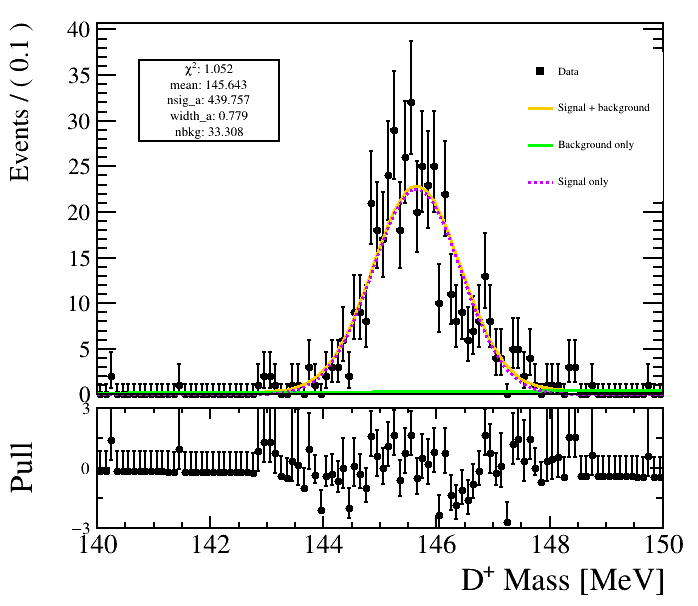 Events / ( 0.1 )
40
35
30
25
20
15
10
5
0
χ²: 1.052
mean: 145.643
nsig_a: 439.757
width_a: 0.779
nbkg: 33.308
Data
Signal + background
Background only
Signal only
Pull
3
0
−3
140 142 144 146 148 150
D⁺ Mass [MeV]